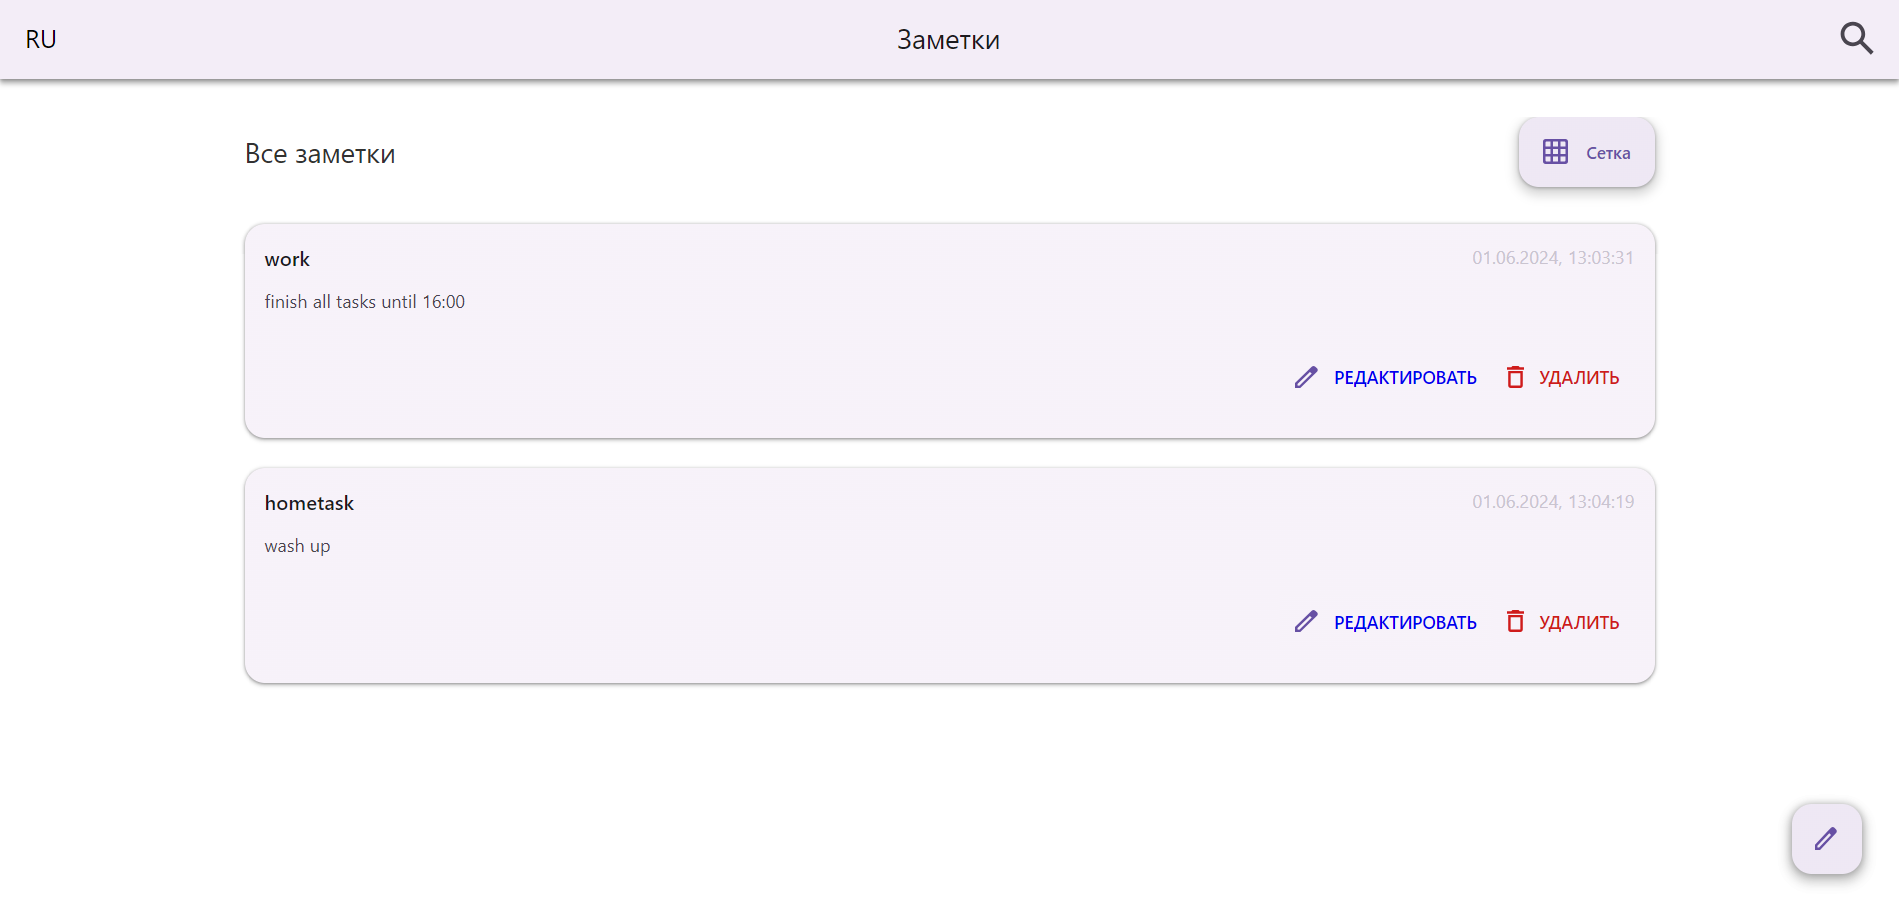 RU
Заметки
Все заметки
Сетка
work
01.06.2024, 13:03:31
finish all tasks until 16:00
РЕДАКТИРОВАТЬ
УДАЛИТЬ
hometask
01.06.2024, 13:04:19
wash up
РЕДАКТИРОВАТЬ
УДАЛИТЬ